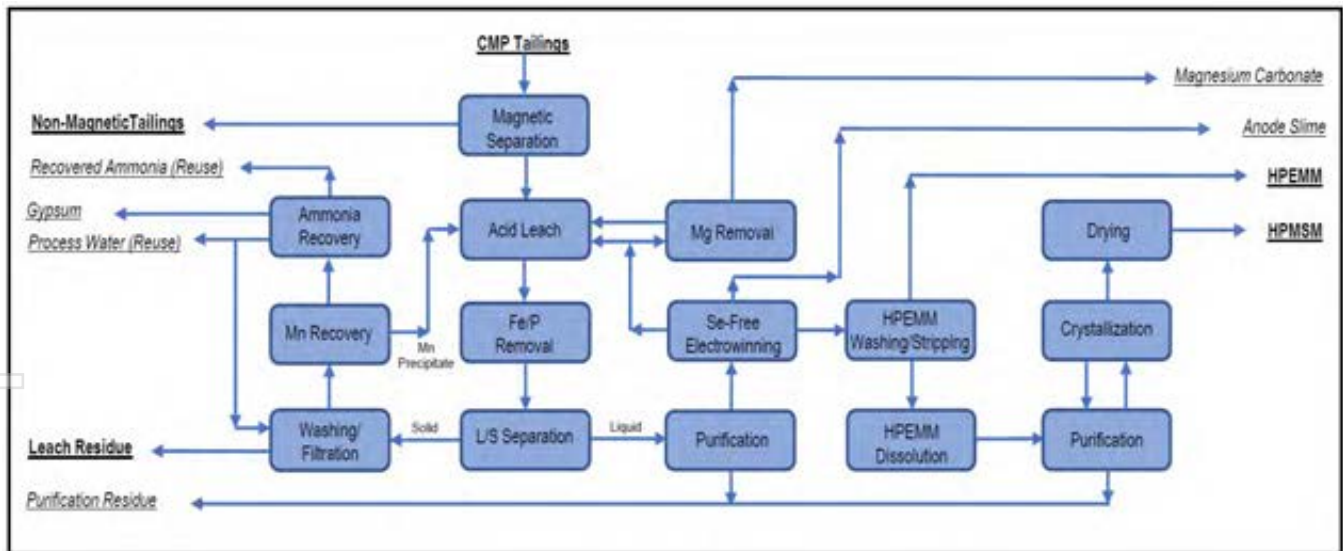 CMP Tailings
Magnesium Carbonate
Magnetic
Separation
Non-MagneticTailings
Anode Slime
Recovered Ammonia (Reuse)
HPEMM
Gypsum
Ammonia
Recovery
Acid Leach
Mg Removal
Drying
HPMSM
Process Water (Reuse)
Mn Recovery
Mn
Precipitate
Fe/P
Removal
Se-Free
Electrowinning
HPEMM
Washing/Stripping
Crystallization
Leach Residue
Washing/
Filtration
Solid
L/S Separation
Liquid
Purification
HPEMM
Dissolution
Purification
Purification Residue